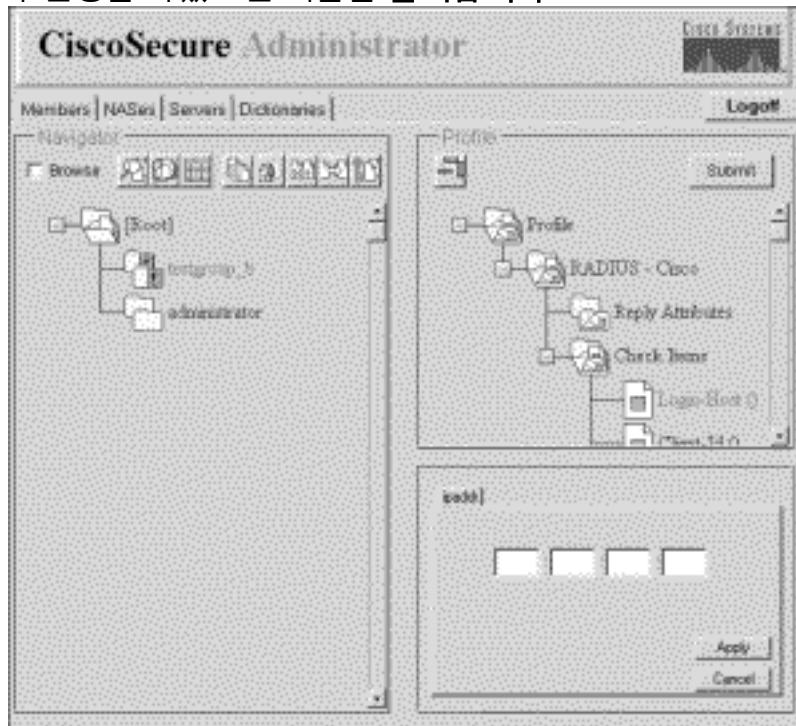 CiscoSecure Administrator
CISCO SYSTEMS
Members | NASes | Servers | Dictionaries |
Logoff
Navigator
Browse
[Root]
testgroup_b
administrator
Profile
Submit
Profile
RADIUS - Cisco
Reply Attributes
Check Items
Login-Host ()
ipaddr
Apply
Cancel